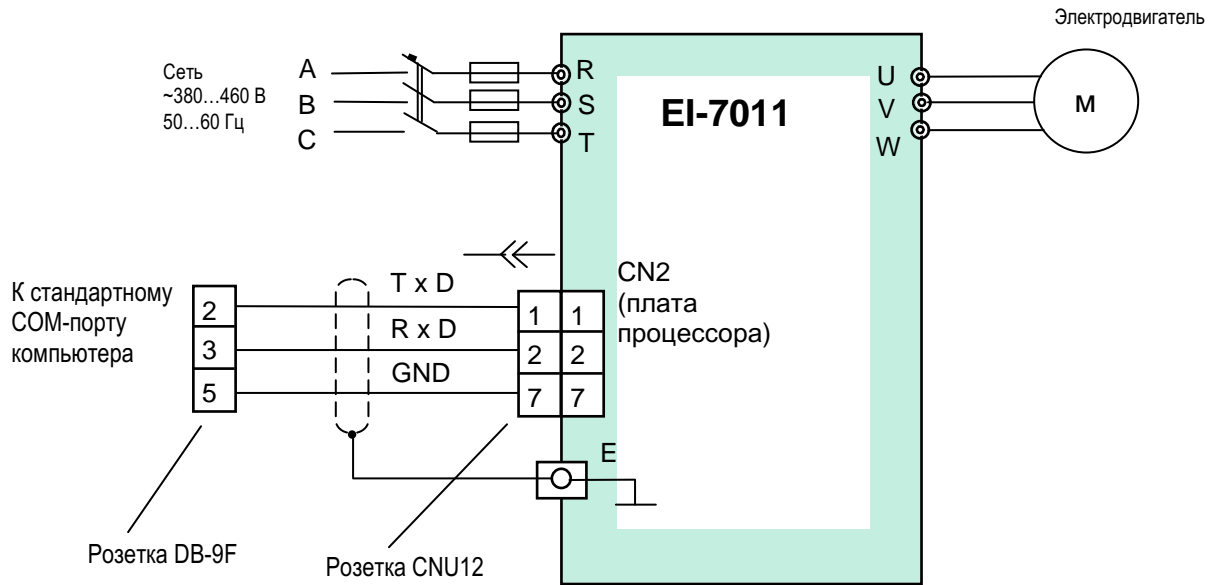 Электродвигатель
Сеть
~380...460 В
50...60 Гц
A
B
C
R
S
T
EI-7011
U
V
W
M
К стандартному
COM-порту
компьютера
2
3
5
T x D
R x D
GND
1 1
2 2
7 7
CN2
(плата
процессора)
E
Розетка DB-9F
Розетка CNU12